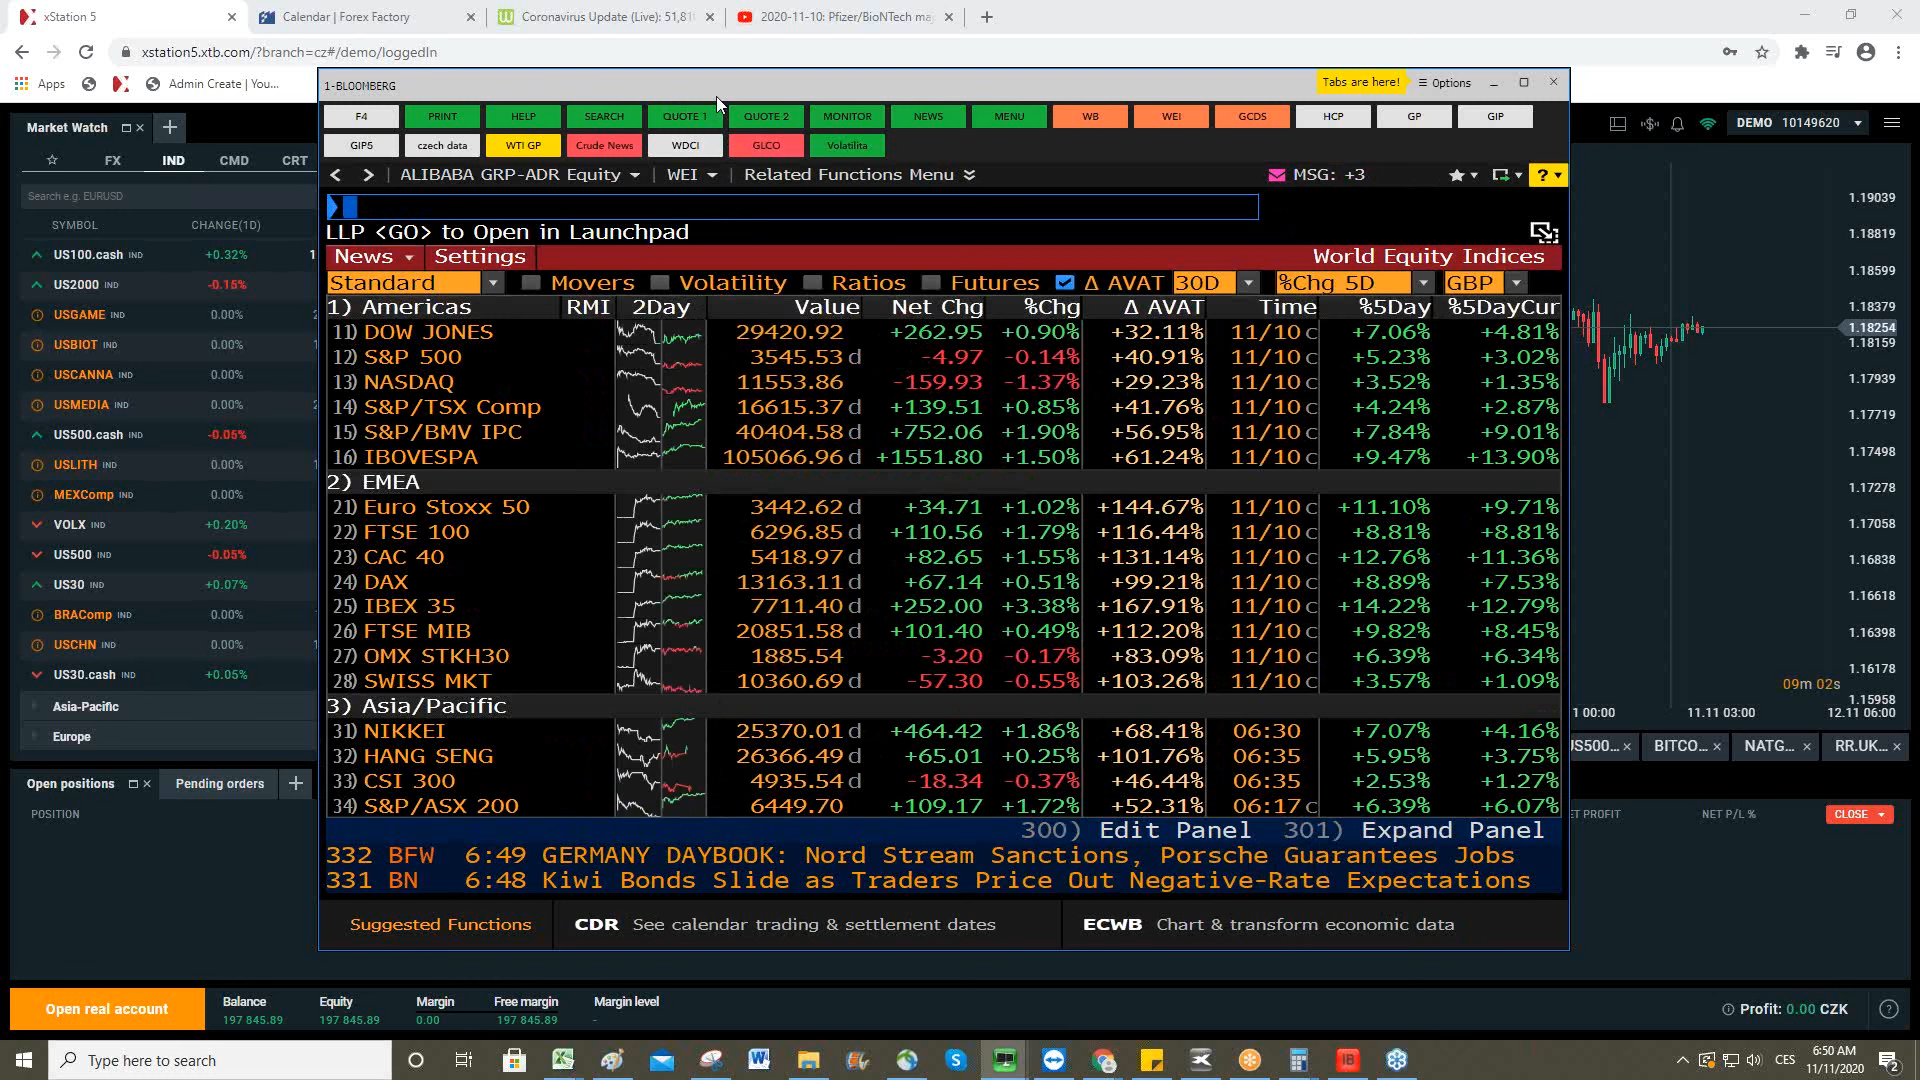 xStation 5
Calendar | Forex Factory
Coronavirus Update (Live): 51,81
2020-11-10: Pfizer/BioNTech ma
xstation5.xtb.com/?branch=cz#/demo/loggedIn
Apps
Admin Create | You...
1-BLOOMBERG
Tabs are here!
Options
F4
PRINT
HELP
SEARCH
QUOTE 1
QUOTE 2
MONITOR
NEWS
MENU
WB
WEI
GCDS
HCP
GP
GIP
GIP5
czech data
WTI GP
Crude News
WDCI
GLCO
Volatilita
ALIBABA GRP-ADR Equity
WEI
Related Functions Menu
MSG: +3
?
LLP <GO> to Open in Launchpad
News Settings World Equity Indices
Standard Movers Volatility Ratios Futures Δ AVAT 30D %Chg 5D GBP
1) Americas RMI 2Day Value Net Chg %Chg Δ AVAT Time %5Day %5DayCur
11) DOW JONES 29420.92 +262.95 +0.90% +32.11% 11/10 c +7.06% +4.81%
12) S&P 500 3545.53 d -4.97 -0.14% +40.91% 11/10 c +5.23% +3.02%
13) NASDAQ 11553.86 -159.93 -1.37% +29.23% 11/10 c +3.52% +1.35%
14) S&P/TSX Comp 16615.37 d +139.51 +0.85% +41.76% 11/10 c +4.24% +2.87%
15) S&P/BMV IPC 40404.58 d +752.06 +1.90% +56.95% 11/10 c +7.84% +9.01%
16) IBOVESPA 105066.96 d +1551.80 +1.50% +61.24% 11/10 c +9.47% +13.90%
2) EMEA
21) Euro Stoxx 50 3442.62 d +34.71 +1.02% +144.67% 11/10 c +11.10% +9.71%
22) FTSE 100 6296.85 d +110.56 +1.79% +116.44% 11/10 c +8.81% +8.81%
23) CAC 40 5418.97 d +82.65 +1.55% +131.14% 11/10 c +12.76% +11.36%
24) DAX 13163.11 d +67.14 +0.51% +99.21% 11/10 c +8.89% +7.53%
25) IBEX 35 7711.40 d +252.00 +3.38% +167.91% 11/10 c +14.22% +12.79%
26) FTSE MIB 20851.58 d +101.40 +0.49% +112.20% 11/10 c +9.82% +8.45%
27) OMX STKH30 1885.54 -3.20 -0.17% +83.09% 11/10 c +6.39% +6.34%
28) SWISS MKT 10360.69 d -57.30 -0.55% +103.26% 11/10 c +3.57% +1.09%
3) Asia/Pacific
31) NIKKEI 25370.01 d +464.42 +1.86% +68.41% 06:30 +7.07% +4.16%
32) HANG SENG 26366.49 d +65.01 +0.25% +101.76% 06:35 +5.95% +3.75%
33) CSI 300 4935.54 d -18.34 -0.37% +46.44% 06:35 +2.53% +1.27%
34) S&P/ASX 200 6449.70 +109.17 +1.72% +52.31% 06:17 c +6.39% +6.07%
300) Edit Panel 301) Expand Panel
332 BFW 6:49 GERMANY DAYBOOK: Nord Stream Sanctions, Porsche Guarantees Jobs
331 BN 6:48 Kiwi Bonds Slide as Traders Price Out Negative-Rate Expectations
Suggested Functions
CDR See calendar trading & settlement dates
ECWB Chart & transform economic data
Market Watch
FX IND CMD CRT
Search e.g. EURUSD
SYMBOL CHANGE(1D)
US100.cash IND +0.32% 1
US2000 IND -0.15%
USGAME IND 0.00%
USBIOT IND 0.00%
USCANNA IND 0.00%
USMEDIA IND 0.00% 2
US500.cash IND -0.05%
USLITH IND 0.00% 1
MEXComp IND 0.00%
VOLX IND +0.20%
US500 IND -0.05%
US30 IND +0.07%
BRAComp IND 0.00%
USCHN IND 0.00%
US30.cash IND +0.05%
Asia-Pacific
Europe
Open positions
Pending orders
POSITION
DEMO 10149620
1.19039
1.18819
1.18599
1.18379
1.18254
1.18159
1.17939
1.17719
1.17498
1.17278
1.17058
1.16838
1.16618
1.16398
1.16178
09m 02s
1.15958
1 00:00 11.11 03:00 12.11 06:00
US500... BITCO... NATG... RR.UK...
ET PROFIT NET P/L % CLOSE
Open real account
Balance Equity Margin Free margin Margin level
197 845.89 197 845.89 0.00 197 845.89 -
Profit: 0.00 CZK
Type here to search
IB
CES
6:50 AM
11/11/2020
2